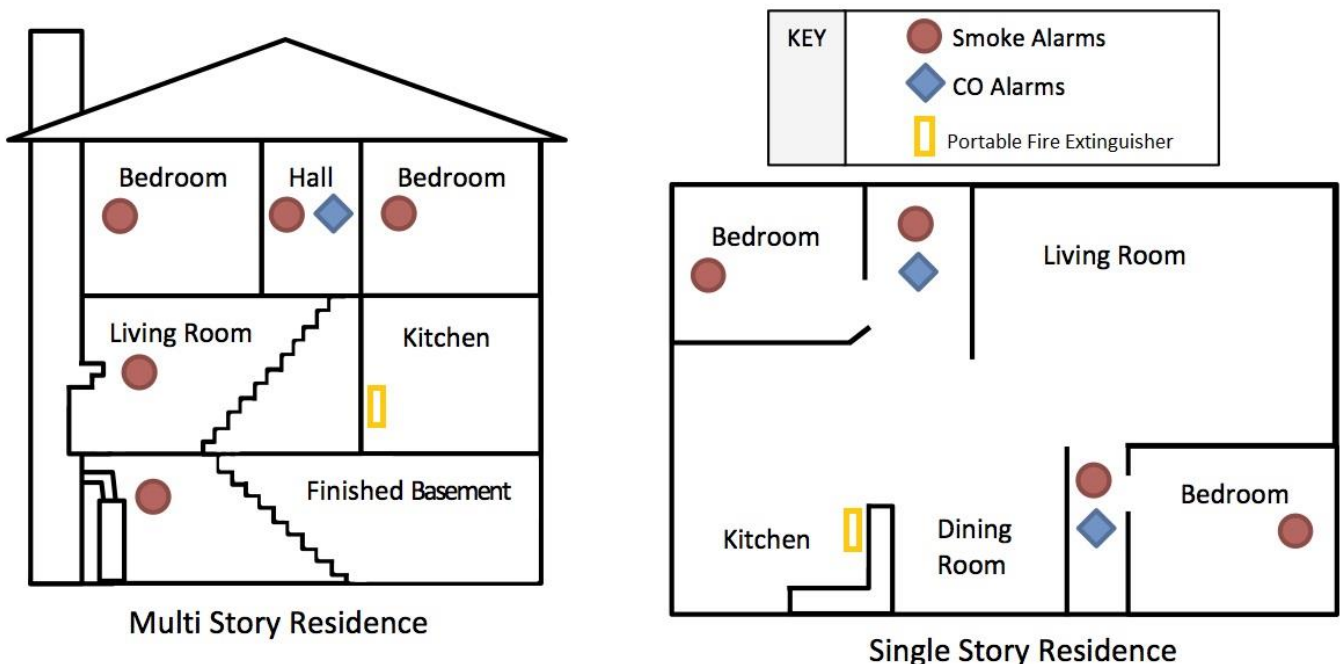 KEY
Smoke Alarms
CO Alarms
Portable Fire Extinguisher
Bedroom
Hall
Bedroom
Living Room
Kitchen
Finished Basement
Multi Story Residence
Bedroom
Living Room
Kitchen
Dining
Room
Bedroom
Single Story Residence